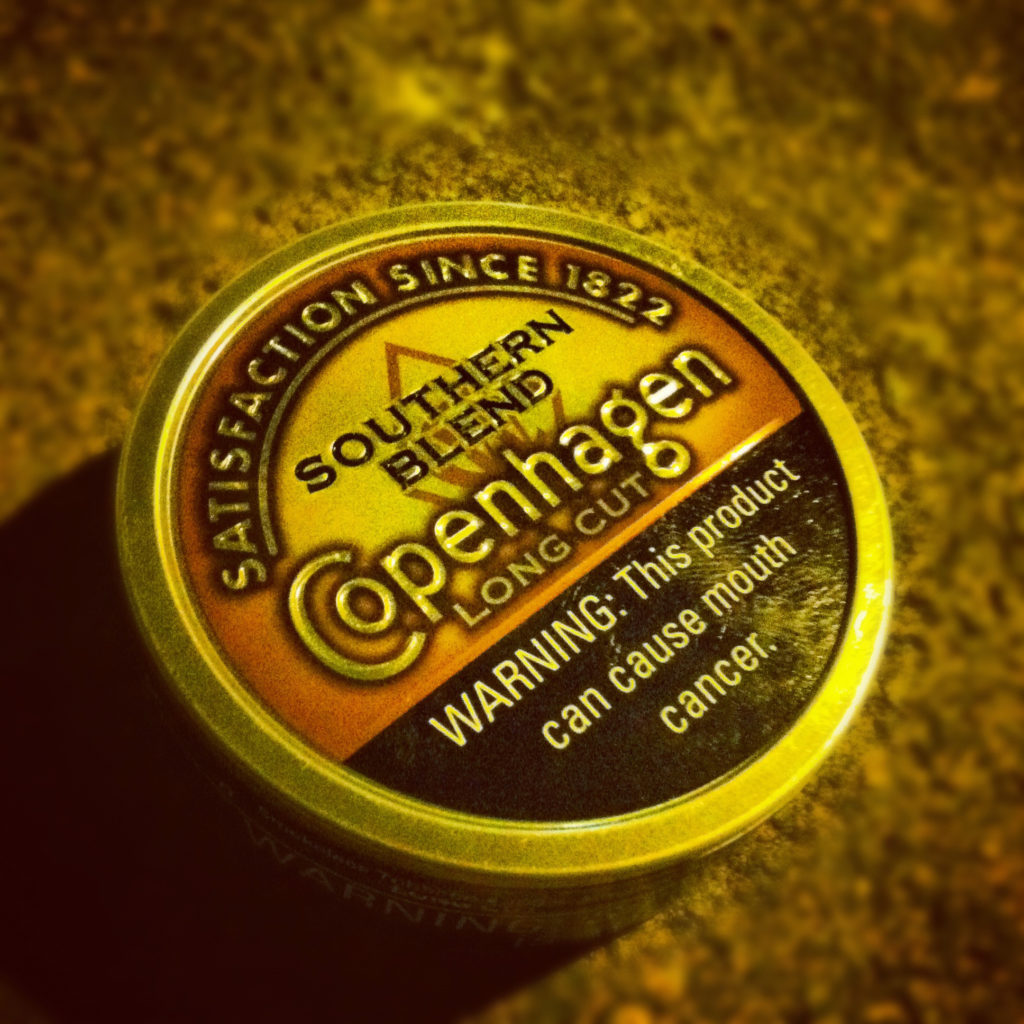 SATISFACTION SINCE 1822
SOUTHERN
BLEND
Copenhagen
LONG CUT
WARNING: This product
can cause mouth
cancer.